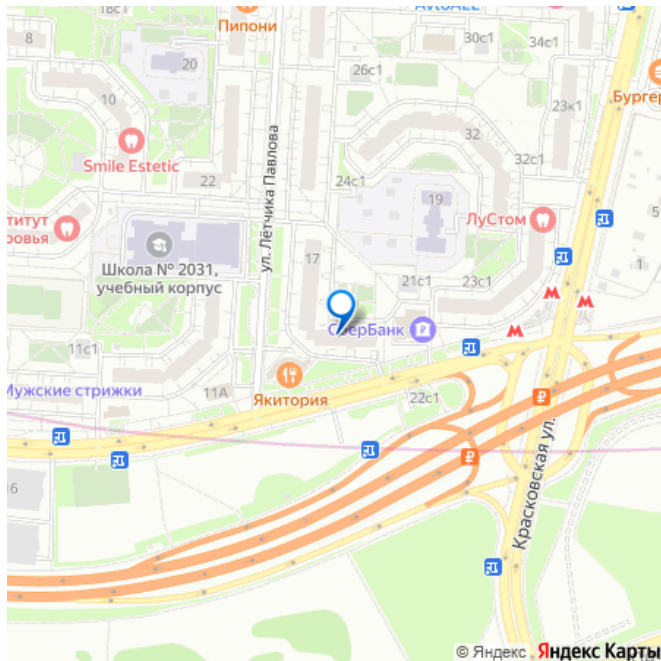 18с1
8
Пипони
30с1
34с1
20
26с1
23к1
Бургер
10
32
Smile Estetic
ул. Лётчика Павлова
32с1
22
24с1
19
ЛуСтом
5
титут
ровья
Школа № 2031,
учебный корпус
17
21с1
23с1
1
СберБанк
11с1
Мужские стрижки
11А
Якитория
22с1
Красковская ул.
16
© Яндекс Яндекс Карты